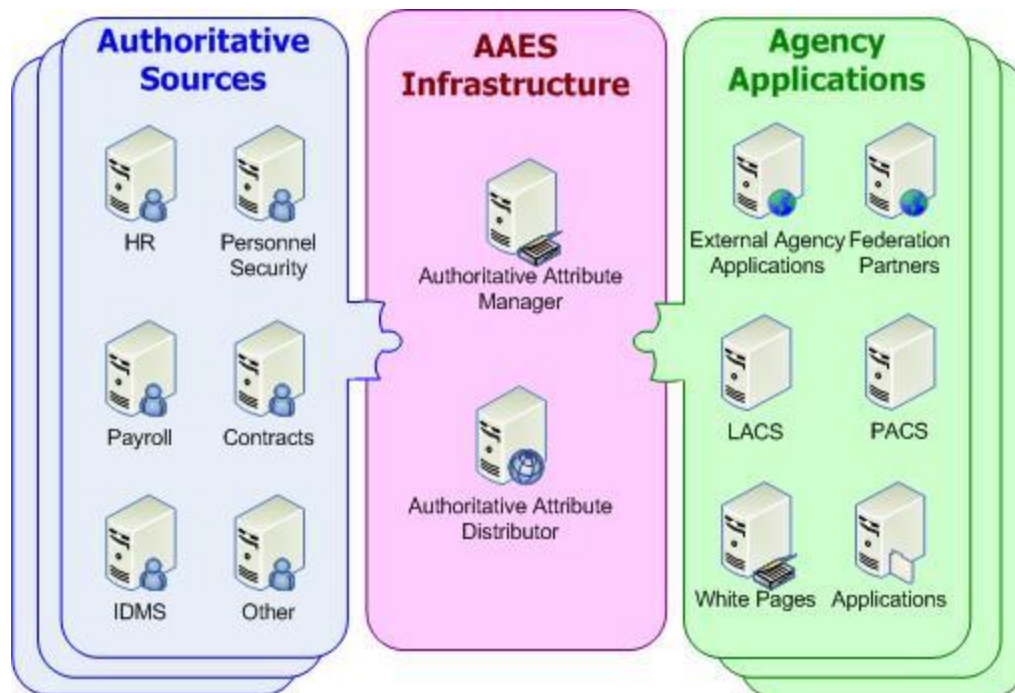 Authoritative
Sources
HR
Personnel
Security
Payroll
Contracts
IDMS
Other
AAES
Infrastructure
Authoritative Attribute
Manager
Authoritative Attribute
Distributor
Agency
Applications
External Agency
Applications
Federation
Partners
LACS
PACS
White Pages
Applications